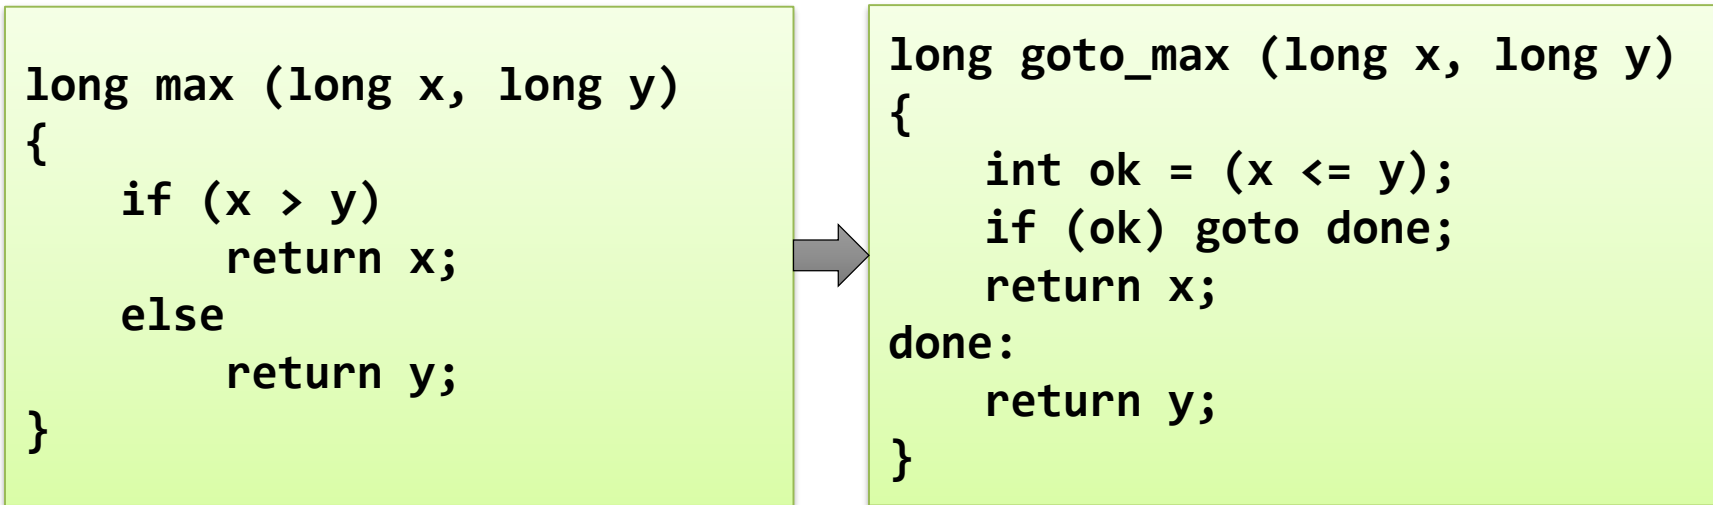 long max (long x, long y)
{
    if (x > y)
        return x;
    else
        return y;
}
long goto_max (long x, long y)
{
    int ok = (x <= y);
    if (ok) goto done;
    return x;
done:
    return y;
}